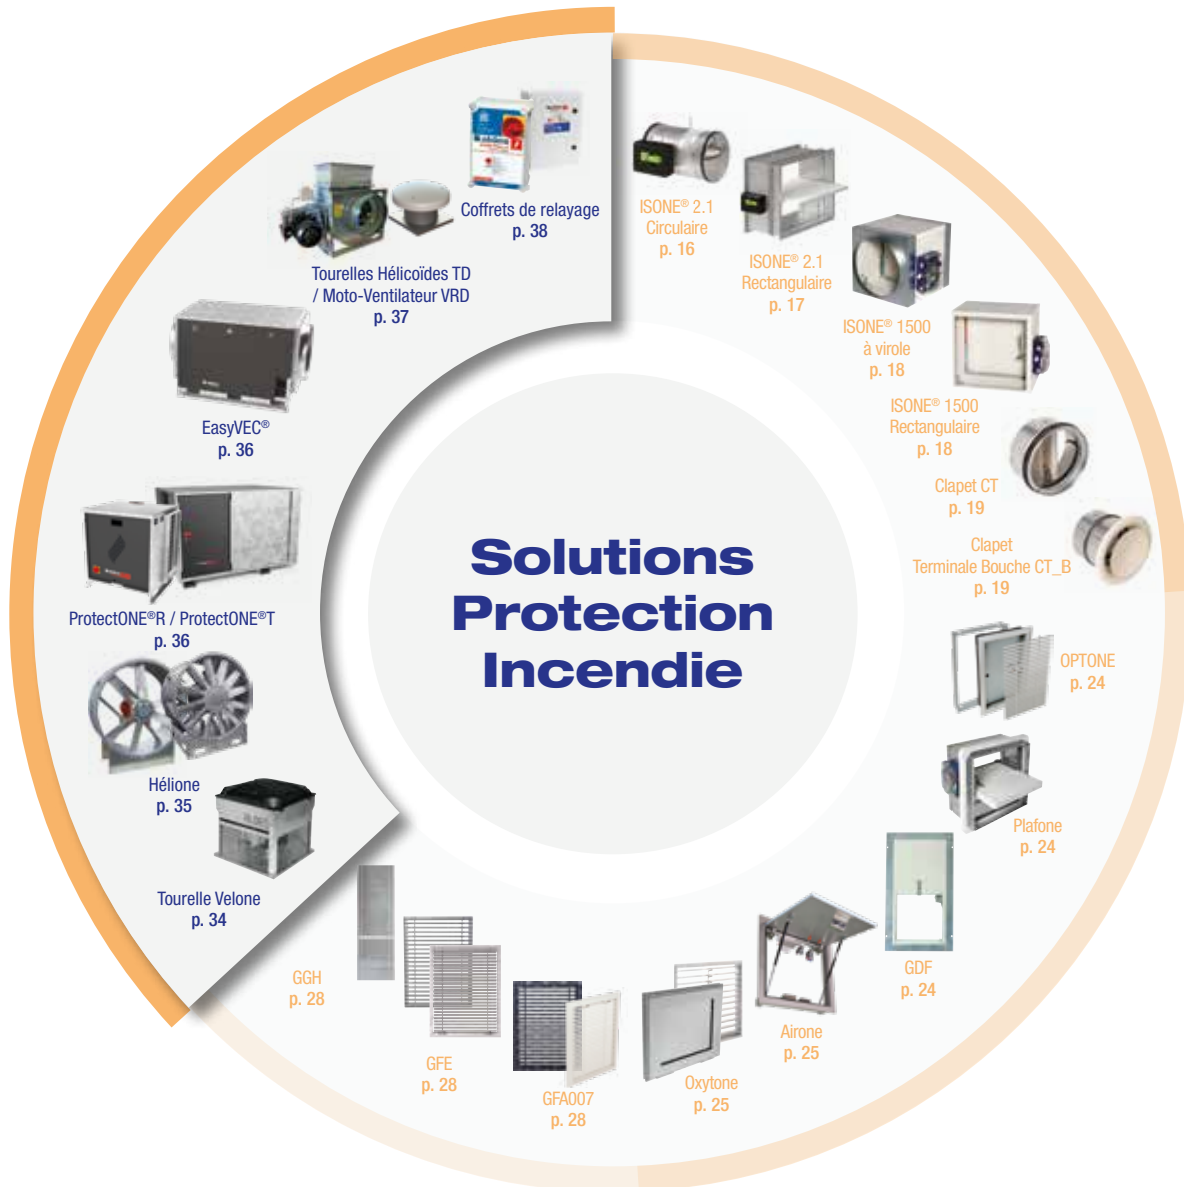 Solutions
Protection
Incendie
Coffrets de relayage
p. 38
Tourelles Hélicoïdes TD
/ Moto-Ventilateur VRD
p. 37
EasyVEC®
p. 36
ProtectONE®R / ProtectONE®T
p. 36
Hélione
p. 35
Tourelle Velone
p. 34
ISONE® 2.1
Circulaire
p. 16
ISONE® 2.1
Rectangulaire
p. 17
ISONE® 1500
à virole
p. 18
ISONE® 1500
Rectangulaire
p. 18
Clapet CT
p. 19
Clapet
Terminale Bouche CT_B
p. 19
OPTONE
p. 24
Plafone
p. 24
GDF
p. 24
Airone
p. 25
Oxytone
p. 25
GFA007
p. 28
GFE
p. 28
GGH
p. 28